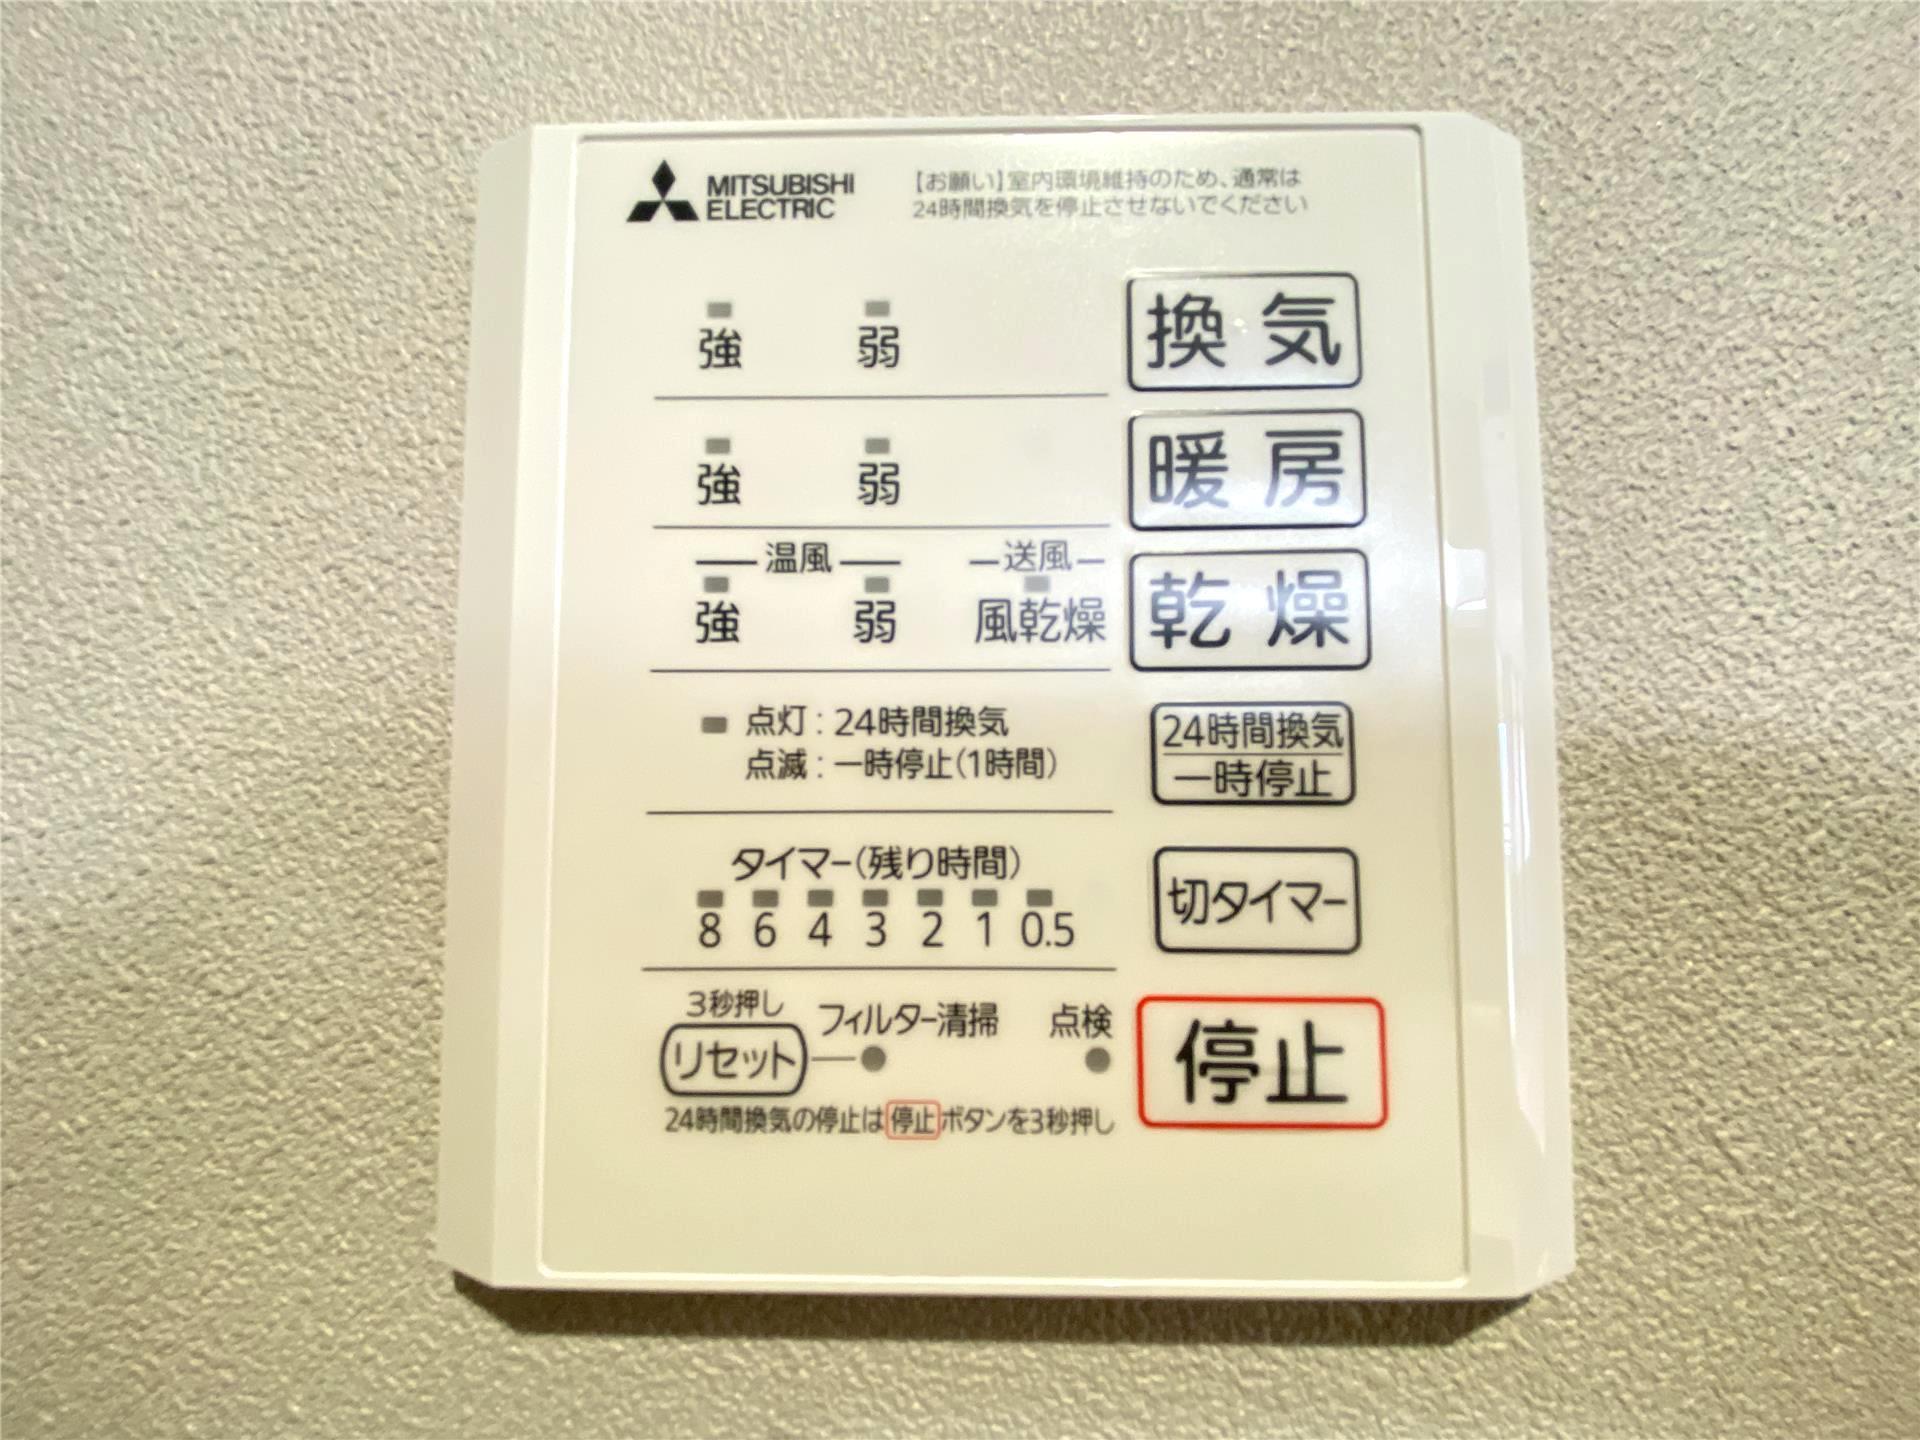 MITSUBISHI
ELECTRIC
【お願い】室内環境維持のため、通常は
24時間換気を停止させないでください
強 弱 換気
強 弱 暖房
温風 送風
強 弱 風乾燥 乾燥
点灯:24時間換気
点滅:一時停止(1時間)
24時間換気
一時停止
タイマー(残り時間)
8 6 4 3 2 1 0.5
切タイマー
3秒押し
リセット フィルター清掃 点検
停止
24時間換気の停止は停止ボタンを3秒押し